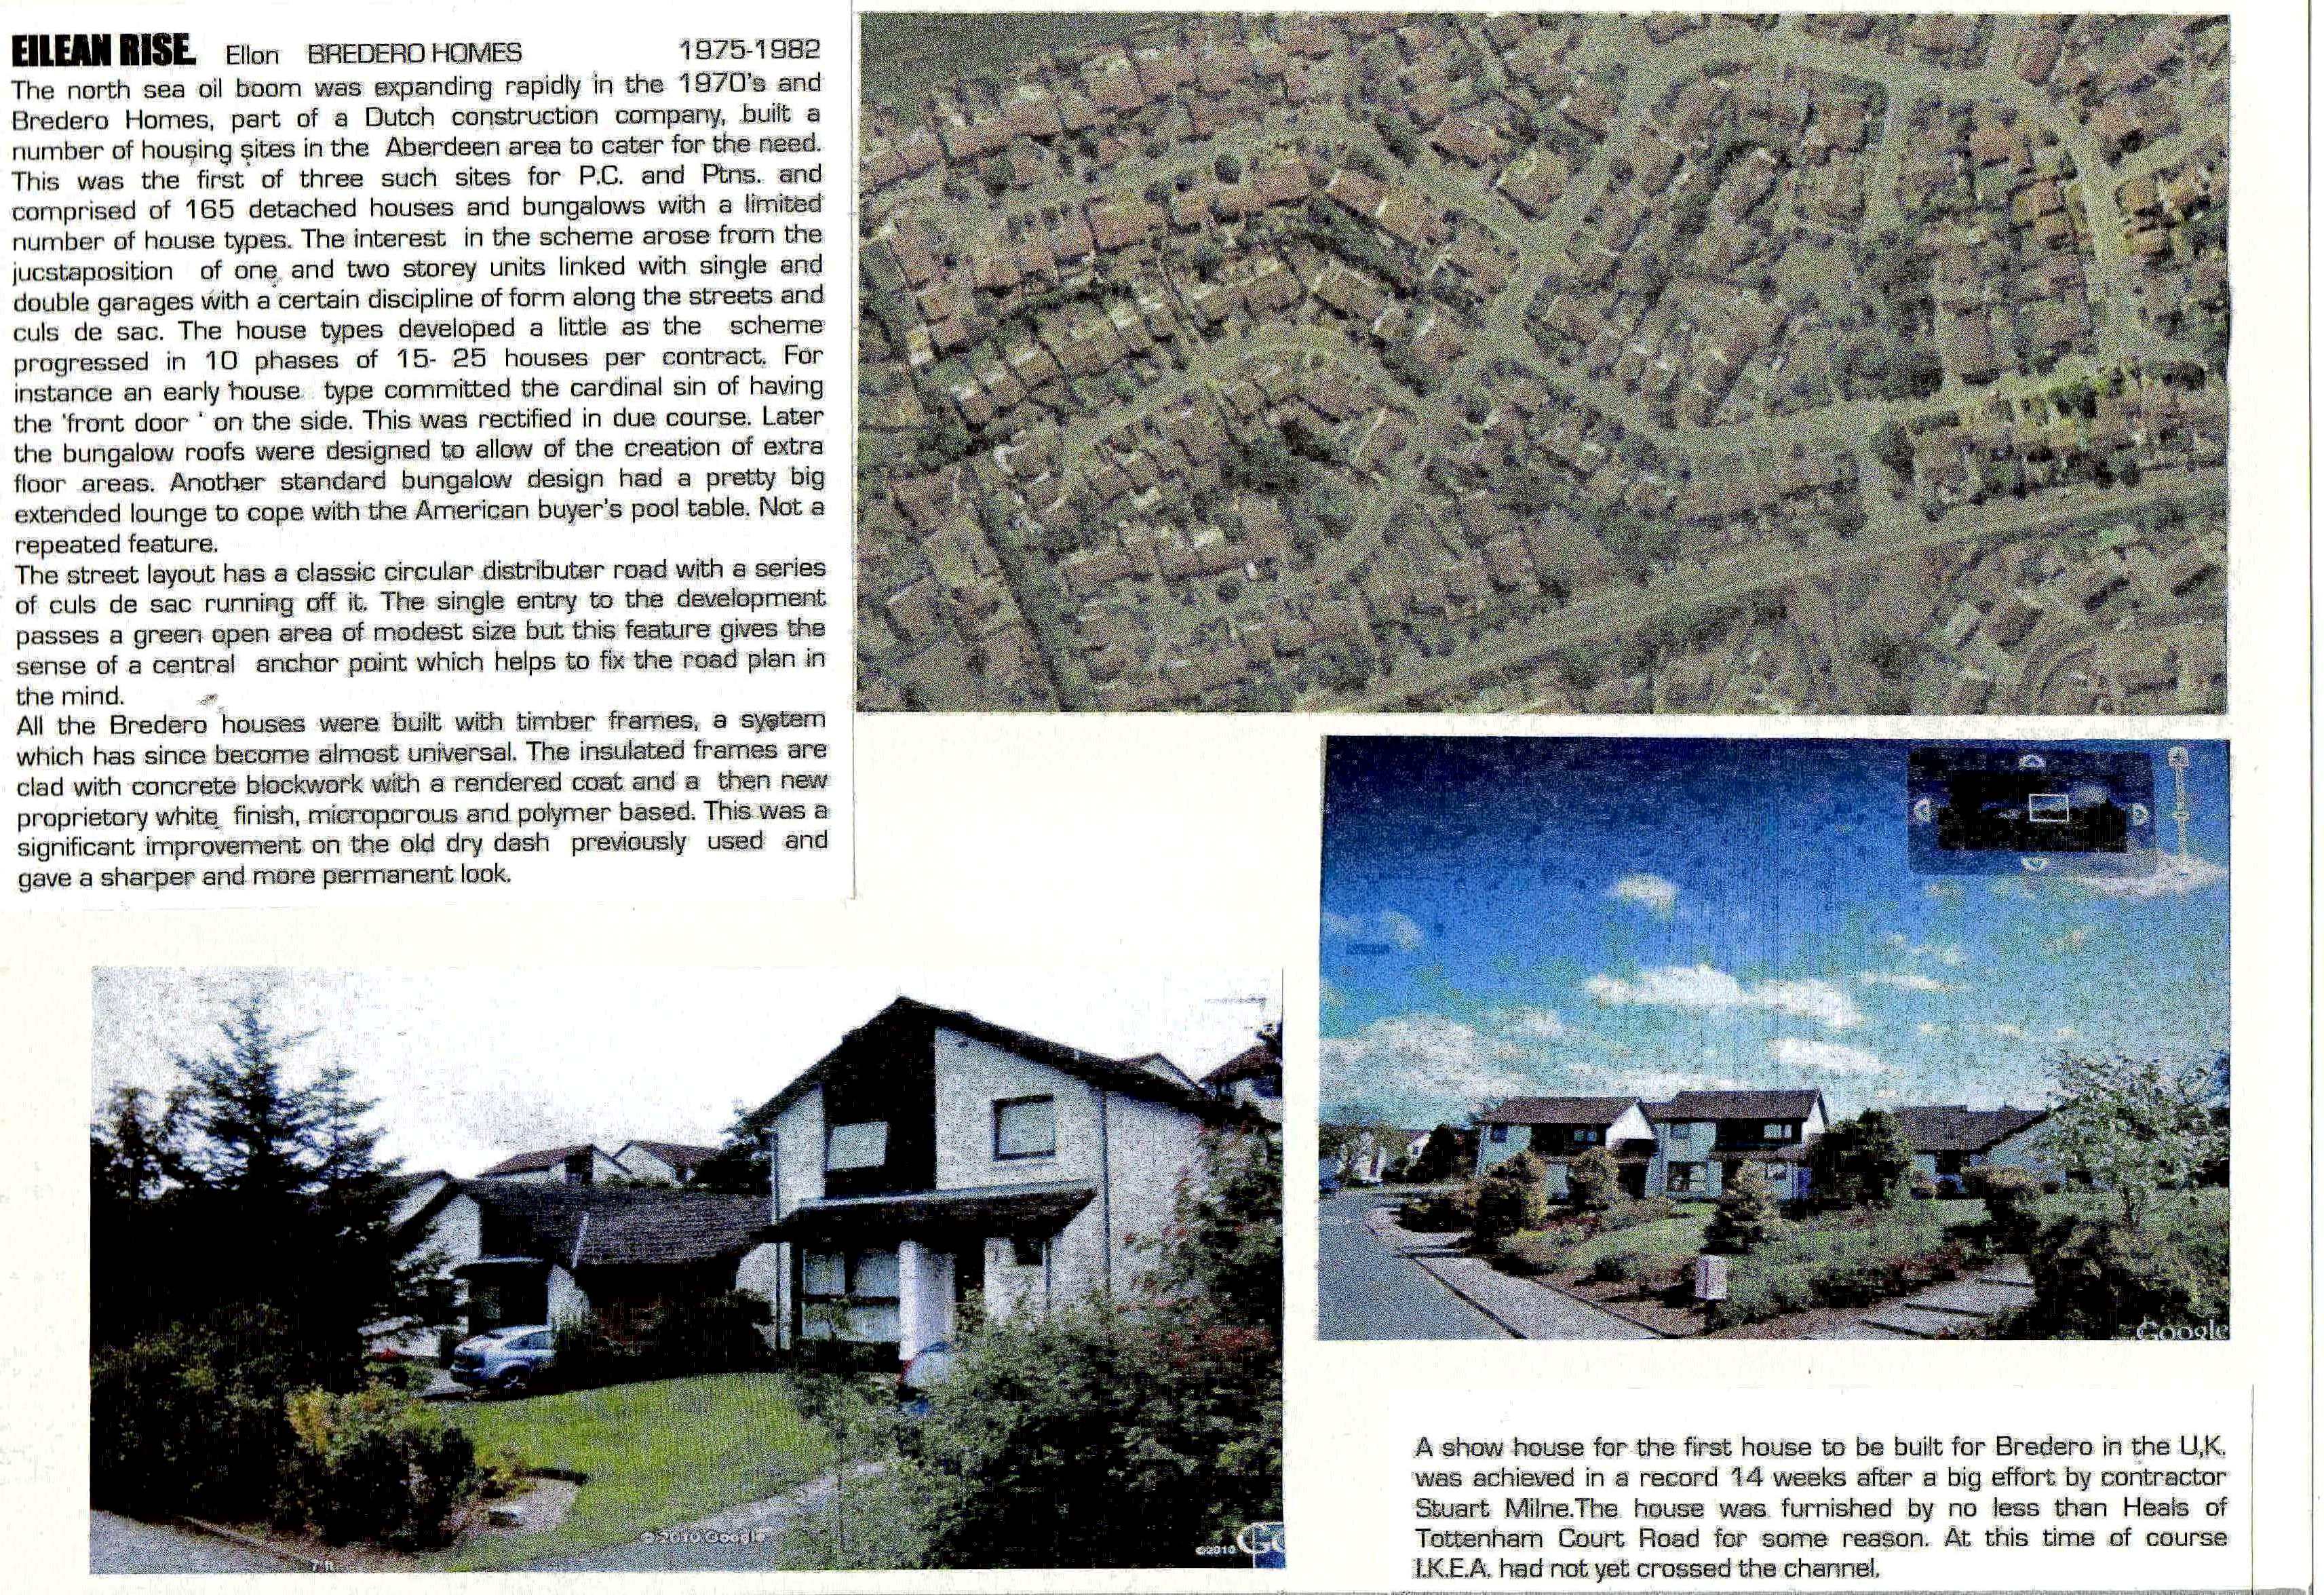 EILEAN RISE Ellon BREDERO HOMES 1975-1982
The north sea oil boom was expanding rapidly in the 1970's and
Bredero Homes, part of a Dutch construction company, built a
number of housing sites in the Aberdeen area to cater for the need.
This was the first of three such sites for P.C. and Ptns. and
comprised of 165 detached houses and bungalows with a limited
number of house types. The interest in the scheme arose from the
jucstaposition of one and two storey units linked with single and
double garages with a certain discipline of form along the streets and
culs de sac. The house types developed a little as the scheme
progressed in 10 phases of 15- 25 houses per contract. For
instance an early house type committed the cardinal sin of having
the 'front door ' on the side. This was rectified in due course. Later
the bungalow roofs were designed to allow of the creation of extra
floor areas. Another standard bungalow design had a pretty big
extended lounge to cope with the American buyer's pool table. Not a
repeated feature.
The street layout has a classic circular distributer road with a series
of culs de sac running off it. The single entry to the development
passes a green open area of modest size but this feature gives the
sense of a central anchor point which helps to fix the road plan in
the mind.
All the Bredero houses were built with timber frames, a system
which has since become almost universal. The insulated frames are
clad with concrete blockwork with a rendered coat and a then new
proprietory white finish, microporous and polymer based. This was a
significant improvement on the old dry dash previously used and
gave a sharper and more permanent look.
Google
© 2010 Google
©2010 Go
7 ft
A show house for the first house to be built for Bredero in the U,K.
was achieved in a record 14 weeks after a big effort by contractor
Stuart Milne.The house was furnished by no less than Heals of
Tottenham Court Road for some reason. At this time of course
I.K.E.A. had not yet crossed the channel.